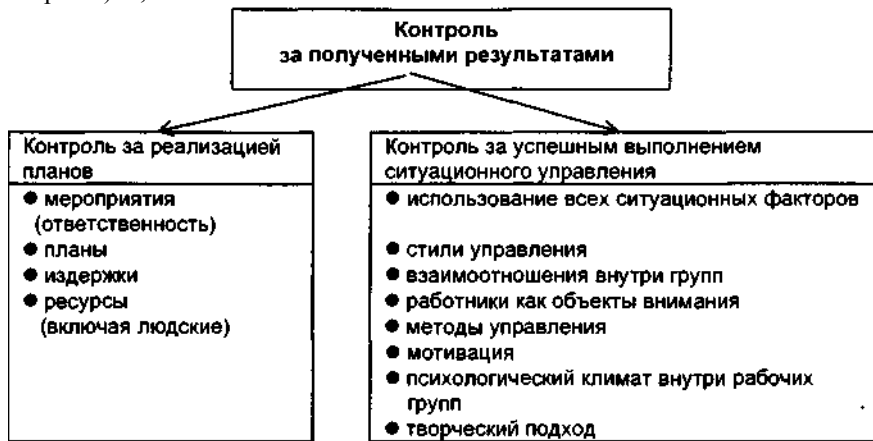 Контроль
за полученными результатами
Контроль за реализацией
планов
● мероприятия
(ответственность)
● планы
● издержки
● ресурсы
(включая людские)
Контроль за успешным выполнением
ситуационного управления
● использование всех ситуационных факторов
● стили управления
● взаимоотношения внутри групп
● работники как объекты внимания
● методы управления
● мотивация
● психологический климат внутри рабочих
групп
● творческий подход